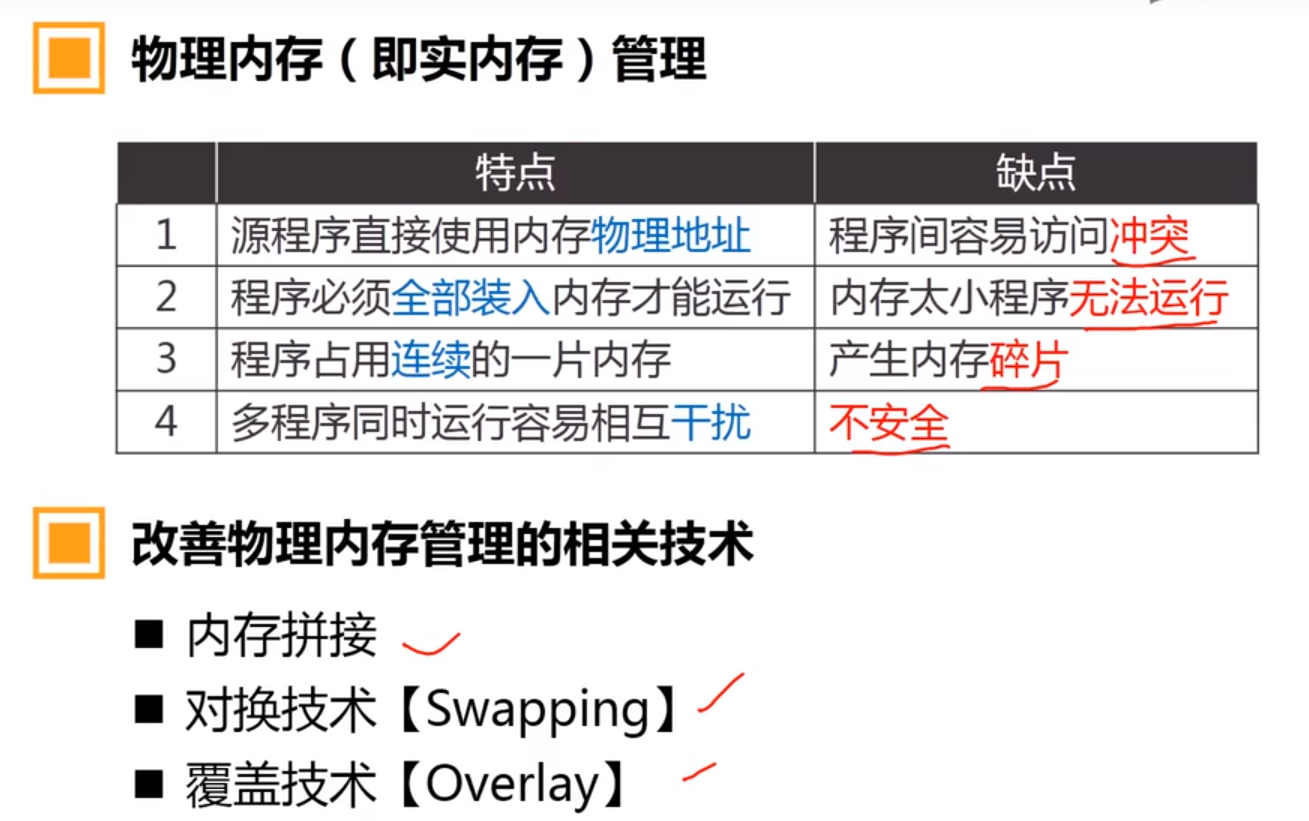 物理内存（即实内存）管理
特点 缺点
1 源程序直接使用内存物理地址 程序间容易访问冲突
2 程序必须全部装入内存才能运行 内存太小程序无法运行
3 程序占用连续的一片内存 产生内存碎片
4 多程序同时运行容易相互干扰 不安全
改善物理内存管理的相关技术
■ 内存拼接
■ 对换技术【Swapping】
■ 覆盖技术【Overlay】